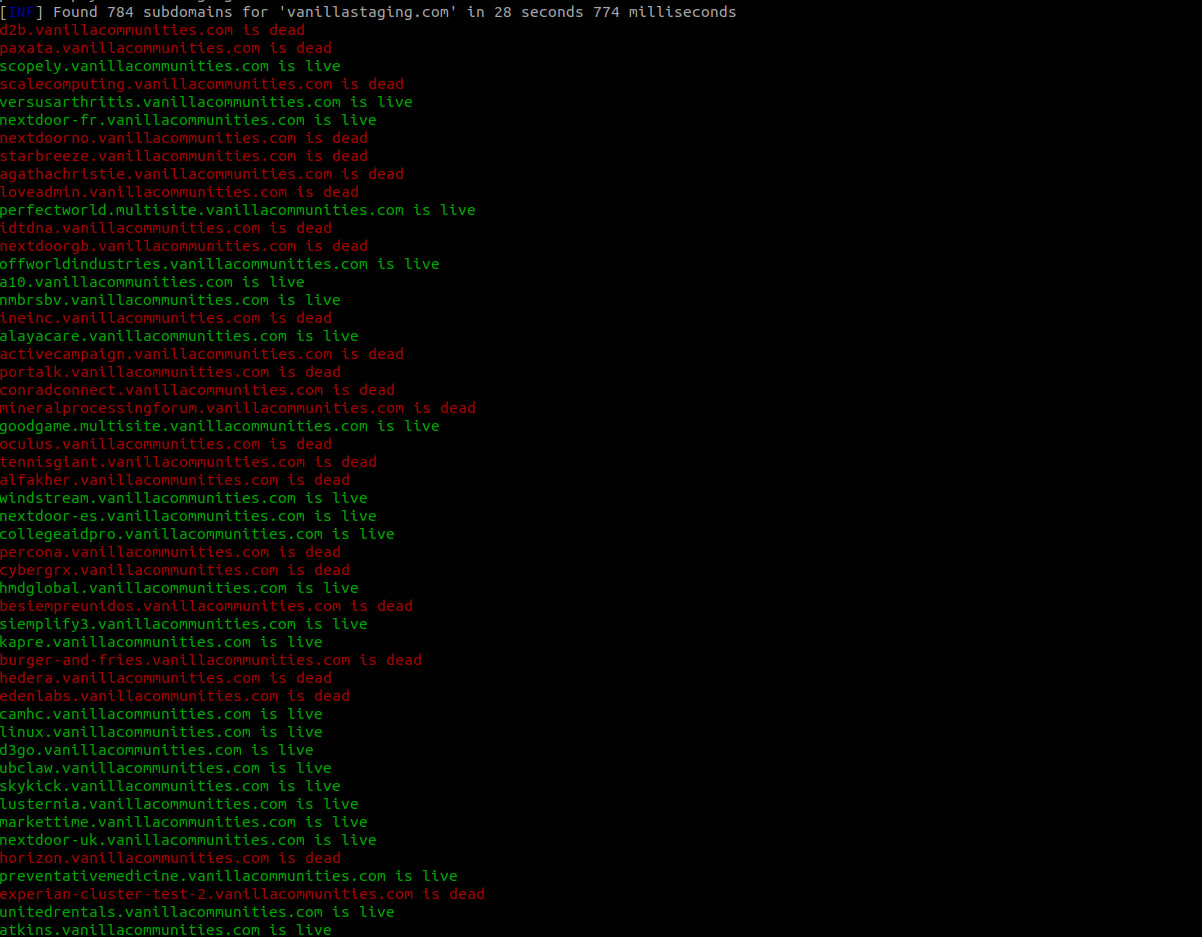 [INF] Found 784 subdomains for 'vanillastaging.com' in 28 seconds 774 milliseconds
d2b.vanillacommunities.com is dead
paxata.vanillacommunities.com is dead
scopely.vanillacommunities.com is live
scalecomputing.vanillacommunities.com is dead
versusarthritis.vanillacommunities.com is live
nextdoor-fr.vanillacommunities.com is live
nextdoorno.vanillacommunities.com is dead
starbreeze.vanillacommunities.com is dead
agathachristie.vanillacommunities.com is dead
loveadmin.vanillacommunities.com is dead
perfectworld.multisite.vanillacommunities.com is live
idtdna.vanillacommunities.com is dead
nextdoorgb.vanillacommunities.com is dead
offworldindustries.vanillacommunities.com is live
a10.vanillacommunities.com is live
nmbrsbv.vanillacommunities.com is live
ineinc.vanillacommunities.com is dead
alayacare.vanillacommunities.com is live
activecampaign.vanillacommunities.com is dead
portalk.vanillacommunities.com is dead
conradconnect.vanillacommunities.com is dead
mineralprocessingforum.vanillacommunities.com is dead
goodgame.multisite.vanillacommunities.com is live
oculus.vanillacommunities.com is dead
tennisgiant.vanillacommunities.com is dead
alfakher.vanillacommunities.com is dead
windstream.vanillacommunities.com is live
nextdoor-es.vanillacommunities.com is live
collegeaidpro.vanillacommunities.com is live
percona.vanillacommunities.com is dead
cybergrx.vanillacommunities.com is dead
hmdglobal.vanillacommunities.com is live
besiempreunidos.vanillacommunities.com is dead
siemplify3.vanillacommunities.com is live
kapre.vanillacommunities.com is live
burger-and-fries.vanillacommunities.com is dead
hedera.vanillacommunities.com is dead
edenlabs.vanillacommunities.com is dead
camhc.vanillacommunities.com is live
linux.vanillacommunities.com is live
d3go.vanillacommunities.com is live
ubclaw.vanillacommunities.com is live
skykick.vanillacommunities.com is live
lusternia.vanillacommunities.com is live
markettime.vanillacommunities.com is live
nextdoor-uk.vanillacommunities.com is live
horizon.vanillacommunities.com is dead
preventativemedicine.vanillacommunities.com is live
experian-cluster-test-2.vanillacommunities.com is dead
unitedrentals.vanillacommunities.com is live
atkins.vanillacommunities.com is live